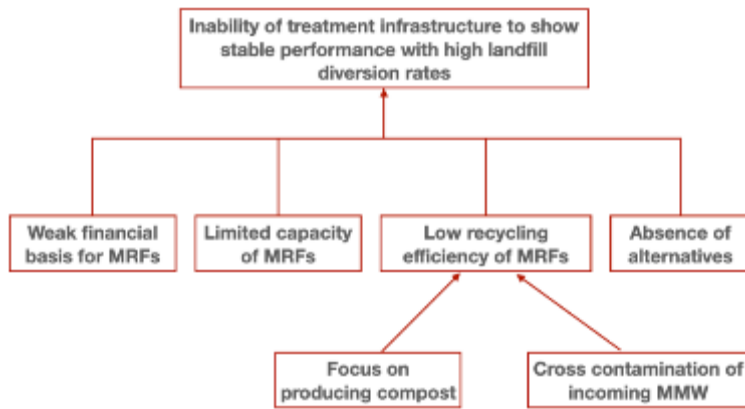 Inability of treatment infrastructure to show
stable performance with high landfill
diversion rates
Weak financial
basis for MRFs
Limited capacity
of MRFs
Low recycling
efficiency of MRFs
Absence of
alternatives
Focus on
producing compost
Cross contamination of
incoming MMW